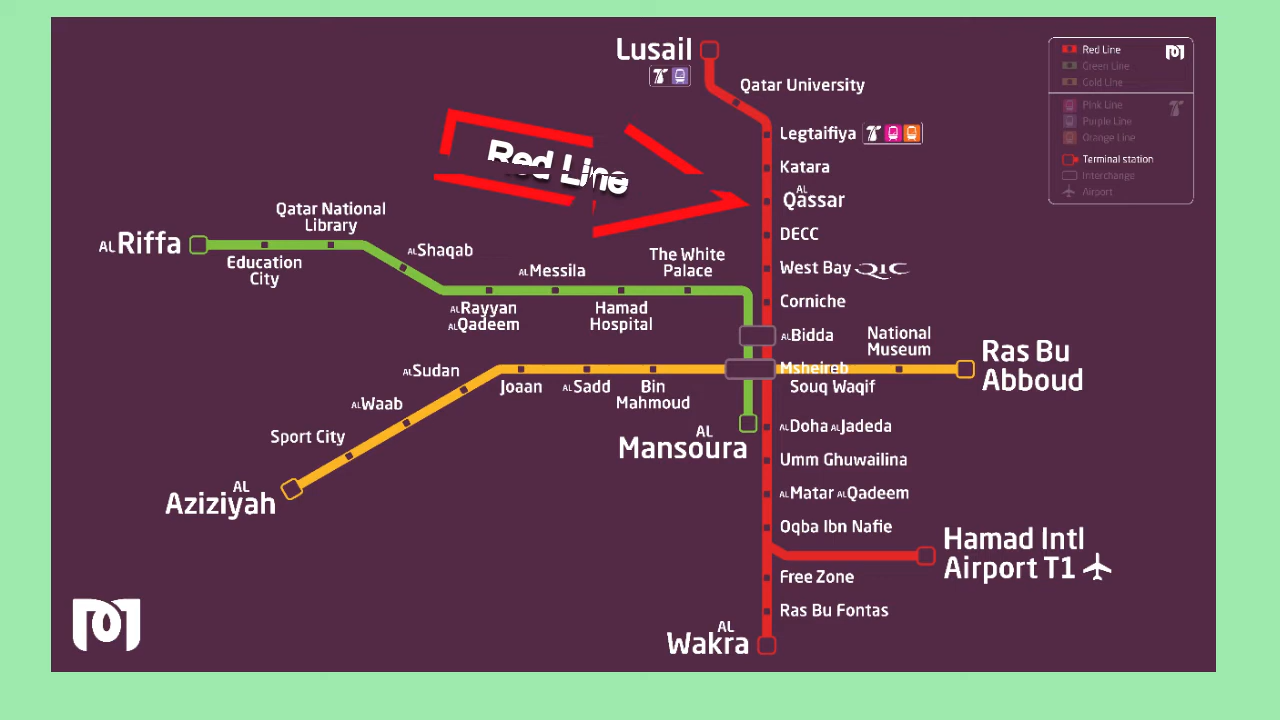 Lusail
Qatar University
Legtaifiya
Katara
AL
Qassar
DECC
West Bay QIC
Corniche
AL Bidda
Msheireb
Souq Waqif
National
Museum
Ras Bu
Abboud
AL Doha AL Jadeda
Umm Ghuwailina
AL Matar AL Qadeem
Oqba Ibn Nafie
Hamad Intl
Airport T1
Free Zone
Ras Bu Fontas
AL
Wakra
Red Line
AL Riffa
Education
City
Qatar National
Library
AL Shaqab
AL Rayyan
AL Qadeem
AL Messila
Hamad
Hospital
The White
Palace
AL
Mansoura
AL
Aziziyah
Sport City
AL Waab
AL Sudan
Joaan
AL Sadd
Bin
Mahmoud
Red Line
Green Line
Gold Line
Pink Line
Purple Line
Orange Line
Terminal station
Interchange
Airport